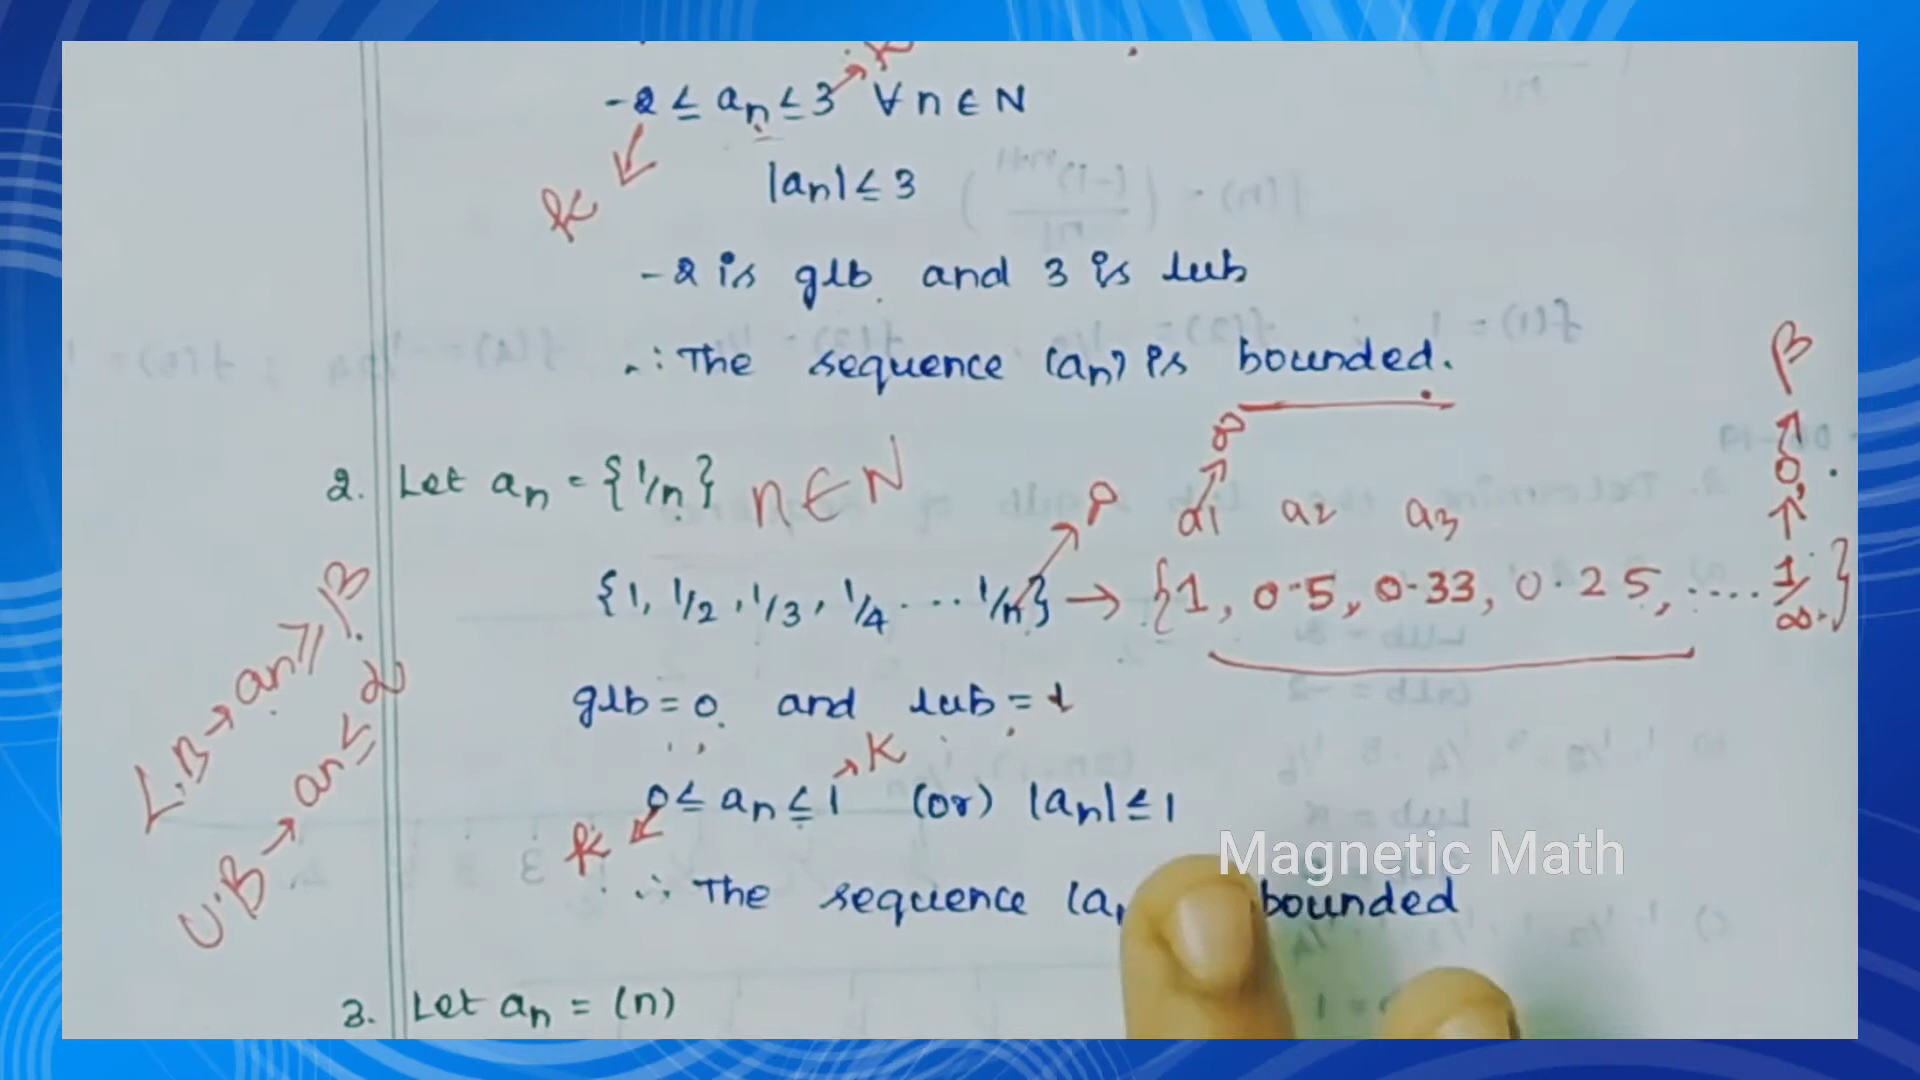 -2 ≤ an ≤ 3 ∀ n ∈ N
k
|an| ≤ 3
-2 is glb and 3 is lub
∴ The sequence (an) is bounded.
2. Let an = {1/n} n ∈ N
a1 a2 a3
{1, 1/2, 1/3, 1/4 ... 1/n} → {1, 0.5, 0.33, 0.25, .... 1/∞.}
0.
β
L.B → an ≥ β
U.B → an ≤ α
glb = 0 and lub = 1
K
0 ≤ an ≤ 1 (or) |an| ≤ 1
k
Magnetic Math
∴ The sequence (an bounded
3. Let an = (n)